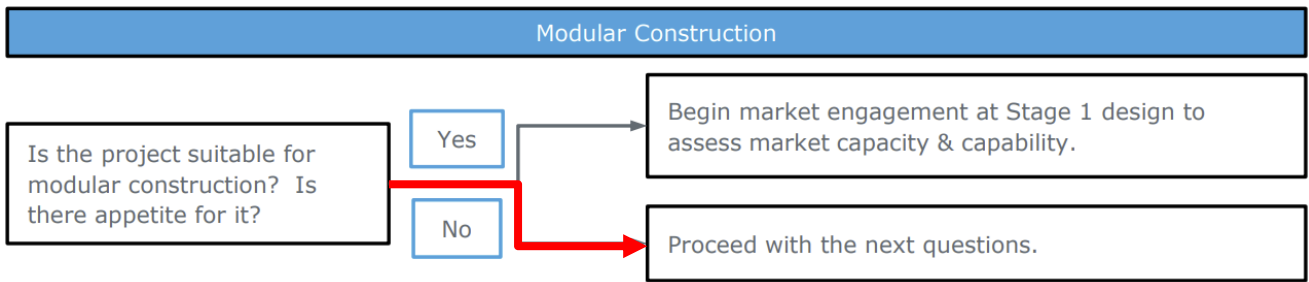 Modular Construction
Is the project suitable for
modular construction?  Is
there appetite for it?
Yes
No
Begin market engagement at Stage 1 design to
assess market capacity & capability.
Proceed with the next questions.